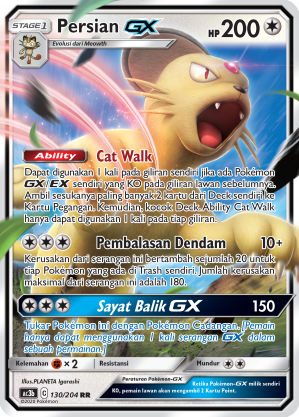 STAGE 1 Persian GX HP 200
Evolusi dari Meowth
Ability Cat Walk
Dapat digunakan 1 kali pada giliran sendiri jika ada Pokémon
GX/EX sendiri yang KO pada giliran lawan sebelumnya.
Ambil sesukanya paling banyak 2 kartu dari Deck sendiri ke
Kartu Pegangan. Kemudian, kocok Deck. Ability Cat Walk
hanya dapat digunakan 1 kali pada tiap giliran.
Pembalasan Dendam 10+
Kerusakan dari serangan ini bertambah sejumlah 20 untuk
tiap Pokémon yang ada di Trash sendiri. Jumlah kerusakan
maksimal dari serangan ini adalah 180.
Sayat Balik GX 150
Tukar Pokémon ini dengan Pokémon Cadangan. [Pemain
hanya dapat menggunakan 1 kali serangan GX dalam
sebuah permainan.]
Kelemahan ×2 Resistansi Mundur
Illus. PLANETA Igarashi
Peraturan Pokémon-GX
Ketika Pokémon-GX milik sendiri
KO, pemain lawan akan mengambil 2 Kartu Point.
AC3b C 130/204 RR
©2020 Pokémon